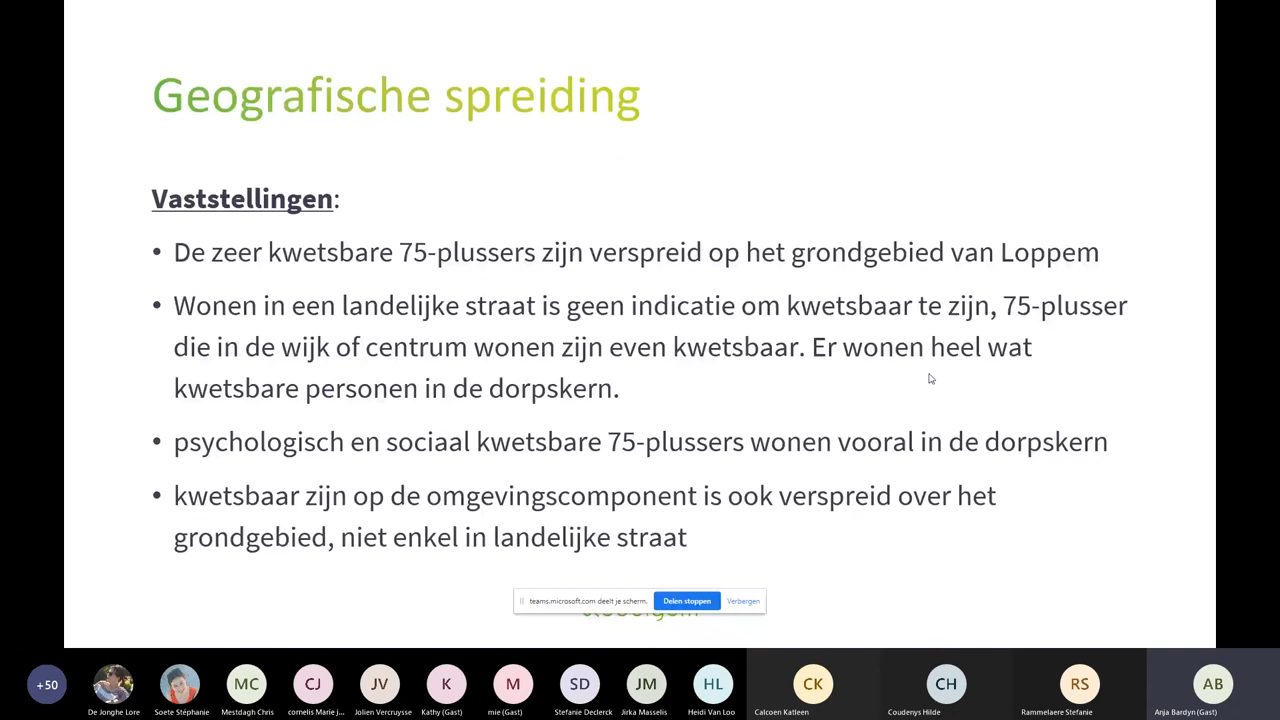 Geografische spreiding
Vaststellingen:
• De zeer kwetsbare 75-plussers zijn verspreid op het grondgebied van Loppem
• Wonen in een landelijke straat is geen indicatie om kwetsbaar te zijn, 75-plusser
die in de wijk of centrum wonen zijn even kwetsbaar. Er wonen heel wat
kwetsbare personen in de dorpskern.
• psychologisch en sociaal kwetsbare 75-plussers wonen vooral in de dorpskern
• kwetsbaar zijn op de omgevingscomponent is ook verspreid over het
grondgebied, niet enkel in landelijke straat
teams.microsoft.com deelt je scherm. Delen stoppen Verbergen
+50 MC CJ JV K M SD JM HL CK CH RS AB
De Jonghe Lore Soete Stéphanie Mestdagh Chris cornelis Marie j... Jolien Vercruysse Kathy (Gast) mie (Gast) Stefanie Declerck Jirka Masselis Heidi Van Loo Calcoen Katleen Coudenys Hilde Rammelaere Stefanie Anja Bardyn (Gast)